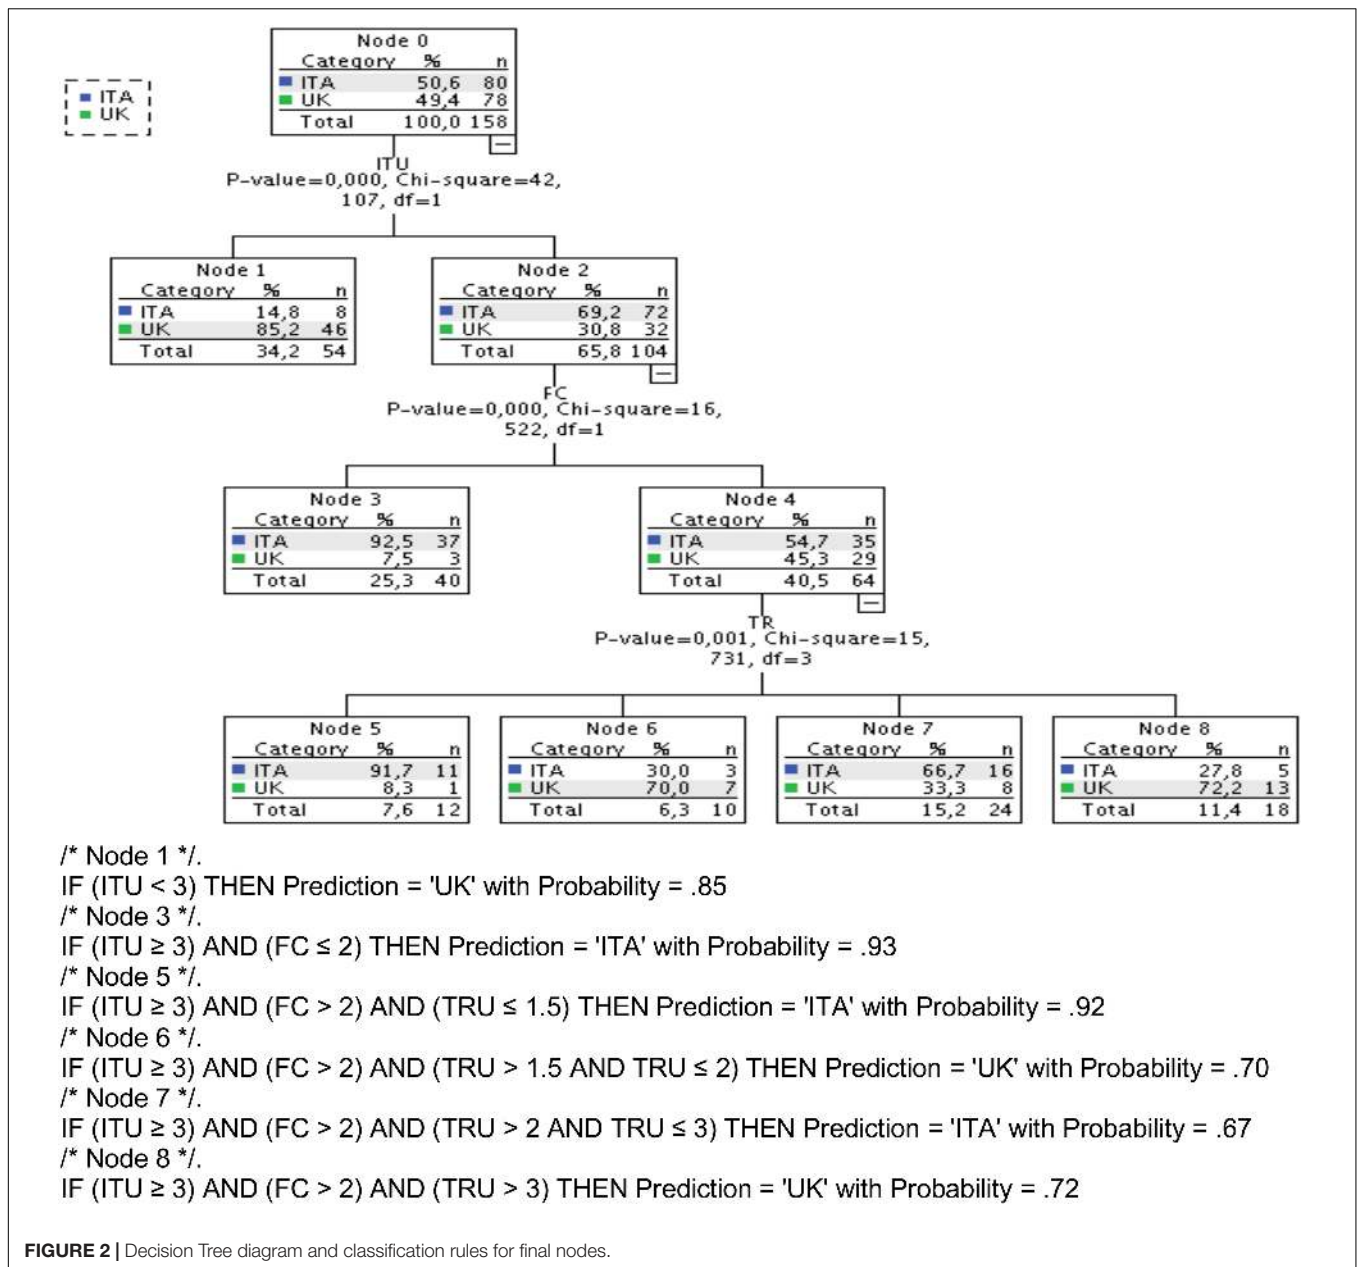 Node 0
Category % n
ITA 50,6 80
UK 49,4 78
Total 100,0 158
ITA
UK
ITU
P-value=0,000, Chi-square=42,
107, df=1
Node 1
Category % n
ITA 14,8 8
UK 85,2 46
Total 34,2 54
Node 2
Category % n
ITA 69,2 72
UK 30,8 32
Total 65,8 104
FC
P-value=0,000, Chi-square=16,
522, df=1
Node 3
Category % n
ITA 92,5 37
UK 7,5 3
Total 25,3 40
Node 4
Category % n
ITA 54,7 35
UK 45,3 29
Total 40,5 64
TR
P-value=0,001, Chi-square=15,
731, df=3
Node 5
Category % n
ITA 91,7 11
UK 8,3 1
Total 7,6 12
Node 6
Category % n
ITA 30,0 3
UK 70,0 7
Total 6,3 10
Node 7
Category % n
ITA 66,7 16
UK 33,3 8
Total 15,2 24
Node 8
Category % n
ITA 27,8 5
UK 72,2 13
Total 11,4 18
/* Node 1 */.
IF (ITU < 3) THEN Prediction = 'UK' with Probability = .85
/* Node 3 */.
IF (ITU ≥ 3) AND (FC ≤ 2) THEN Prediction = 'ITA' with Probability = .93
/* Node 5 */.
IF (ITU ≥ 3) AND (FC > 2) AND (TRU ≤ 1.5) THEN Prediction = 'ITA' with Probability = .92
/* Node 6 */.
IF (ITU ≥ 3) AND (FC > 2) AND (TRU > 1.5 AND TRU ≤ 2) THEN Prediction = 'UK' with Probability = .70
/* Node 7 */.
IF (ITU ≥ 3) AND (FC > 2) AND (TRU > 2 AND TRU ≤ 3) THEN Prediction = 'ITA' with Probability = .67
/* Node 8 */.
IF (ITU ≥ 3) AND (FC > 2) AND (TRU > 3) THEN Prediction = 'UK' with Probability = .72
FIGURE 2 | Decision Tree diagram and classification rules for final nodes.